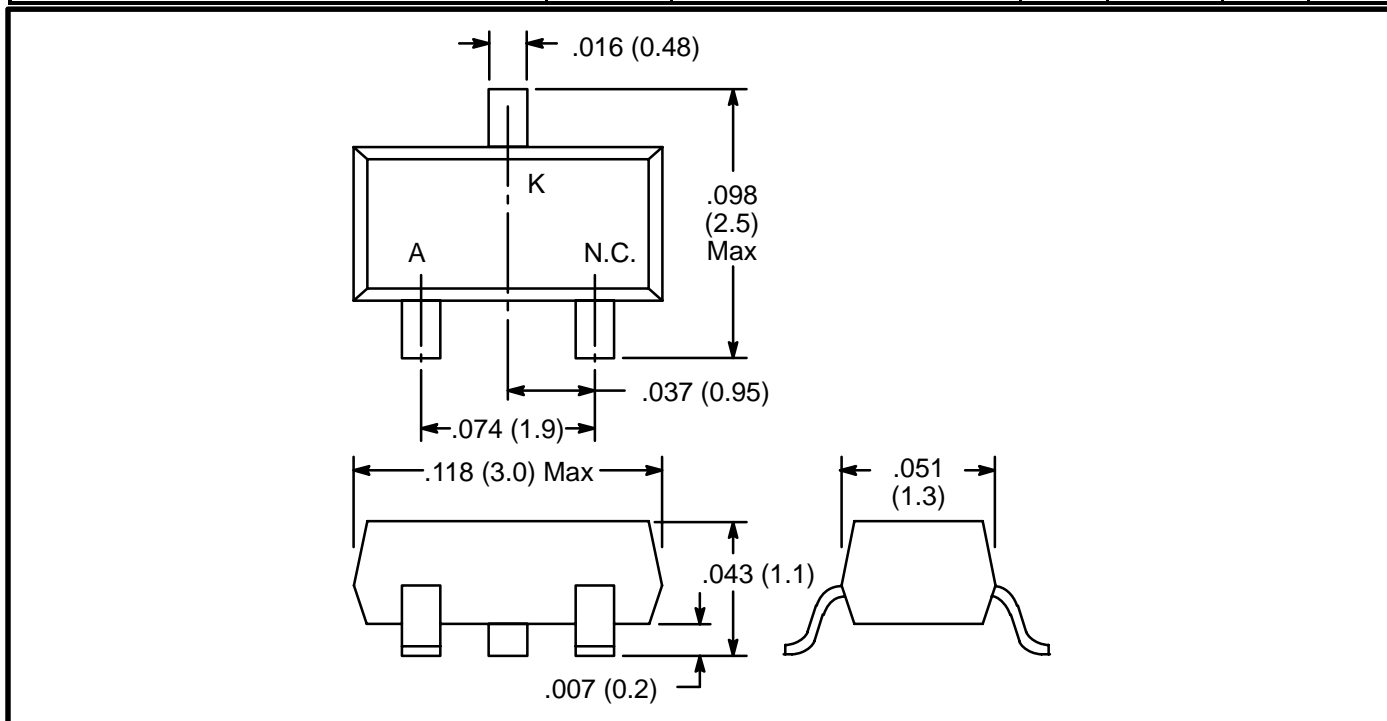 .016 (0.48)
K
.098
(2.5)
Max
A
N.C.
.037 (0.95)
.074 (1.9)
.118 (3.0) Max
.051
(1.3)
.043 (1.1)
.007 (0.2)